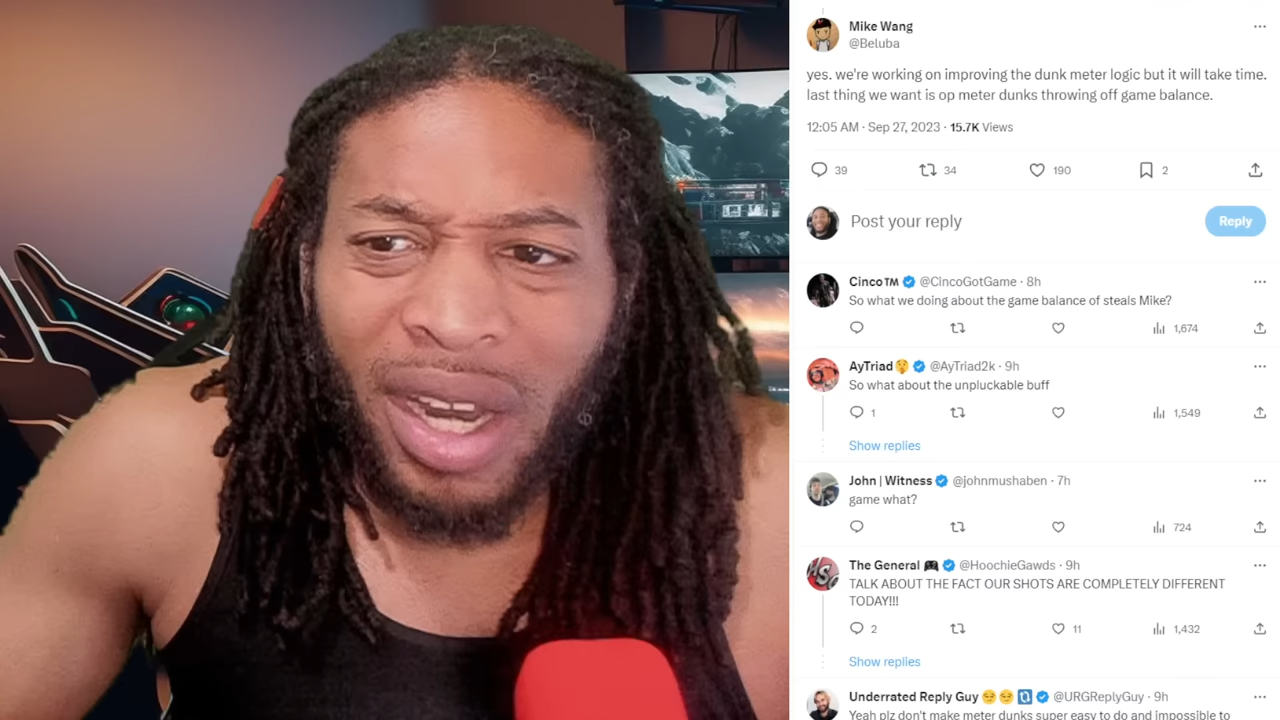 Mike Wang
@Beluba
yes. we're working on improving the dunk meter logic but it will take time.
last thing we want is op meter dunks throwing off game balance.
12:05 AM · Sep 27, 2023 · 15.7K Views
39 34 190 2
Post your reply
Reply
Cinco™ @CincoGotGame · 8h
So what we doing about the game balance of steals Mike?
1,674
AyTriad🤫 @AyTriad2k · 9h
So what about the unpluckable buff
1 1,549
Show replies
John | Witness @johnmushaben · 7h
game what?
724
The General 🎮 @HoochieGawds · 9h
TALK ABOUT THE FACT OUR SHOTS ARE COMPLETELY DIFFERENT
TODAY!!!
2 11 1,432
Show replies
Underrated Reply Guy 😏😏🔃 @URGReplyGuy · 9h
Yeah plz don't make meter dunks super easy to do and impossible to